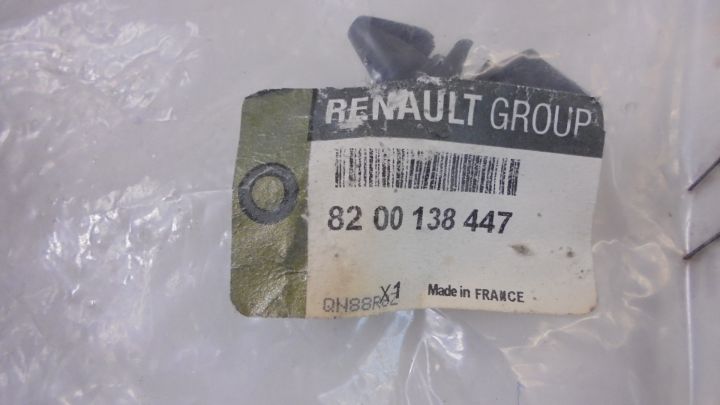 RENAULT GROUP
82 00 138 447
X1 Made in FRANCE